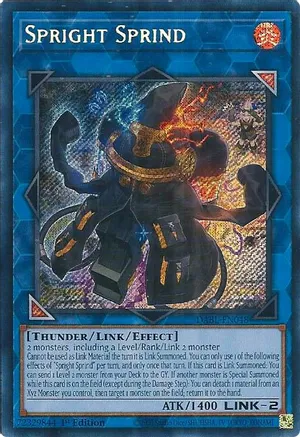 SPRIGHT SPRIND
[THUNDER/LINK/EFFECT]
2 monsters, including a Level/Rank/Link 2 monster
Cannot be used as Link Material the turn it is Link Summoned. You can only use 1 of the following
effects of "Spright Sprind" per turn, and only once that turn. If this card is Link Summoned: You
can send 1 Level 2 monster from your Deck to the GY. If another monster is Special Summoned
while this card is on the field (except during the Damage Step): You can detach 1 material from
an Xyz Monster you control, then target 1 monster on the field; return it to the hand.
ATK/1400 LINK-2
1st Edition